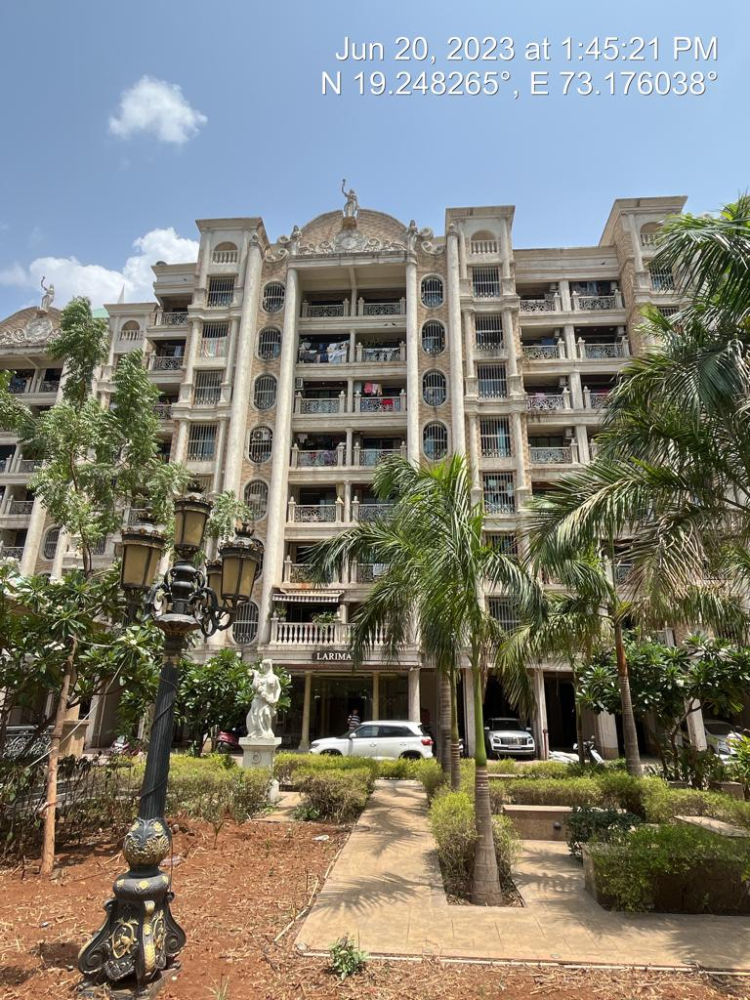 Jun 20, 2023 at 1:45:21 PM
N 19.248265°, E 73.176038°
LARIMA